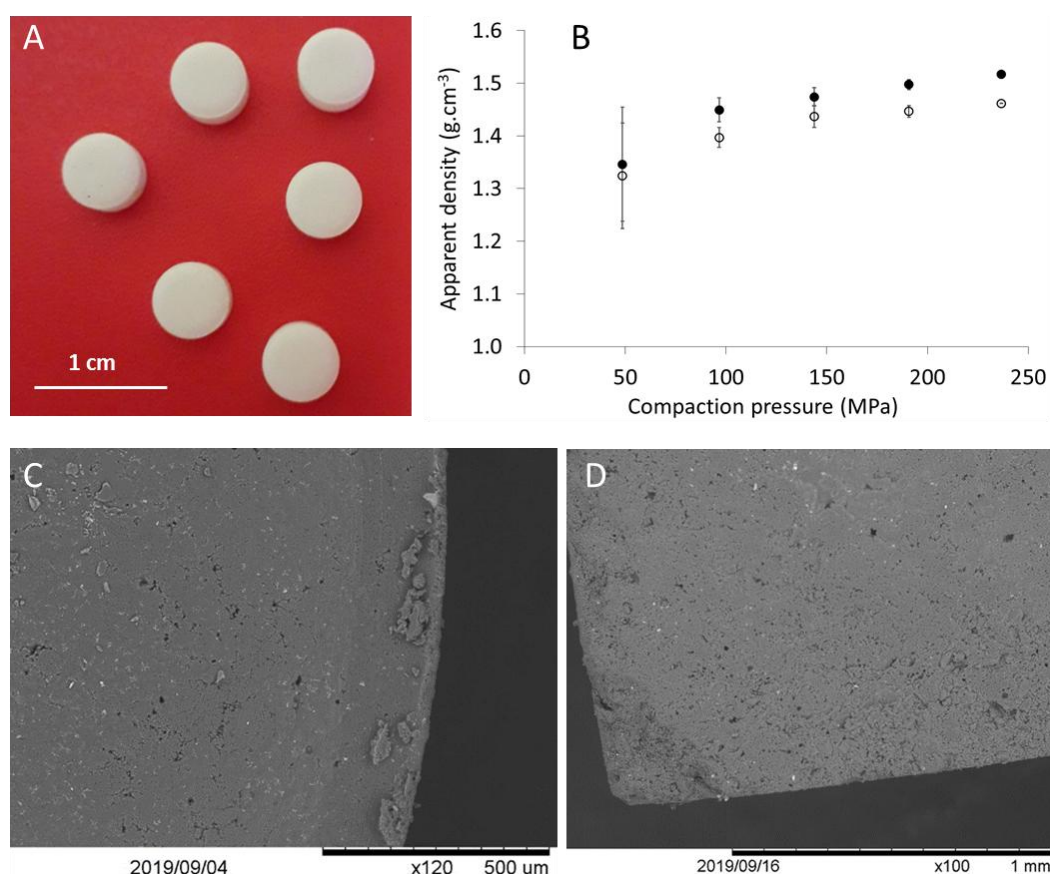 A
1 cm
B
Apparent density (g.cm⁻³)
1.6
1.5
1.4
1.3
1.2
1.1
1.0
0 50 100 150 200 250
Compaction pressure (MPa)
C
2019/09/04 x120 500 um
D
2019/09/16 x100 1 mm